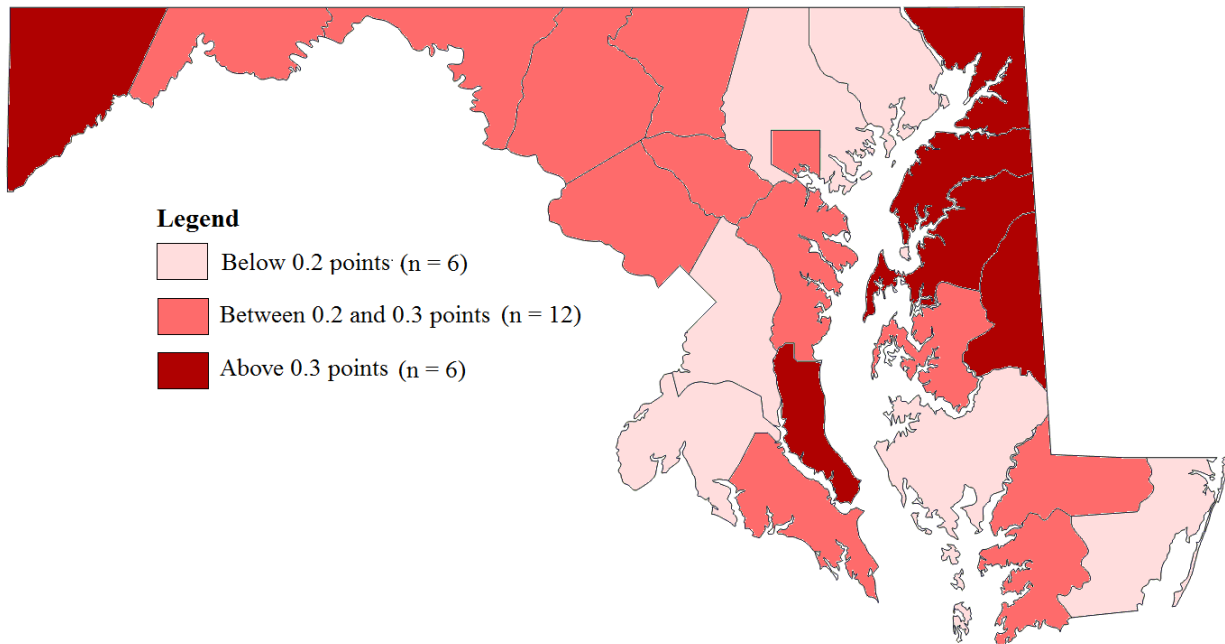 Legend
Below 0.2 points (n = 6)
Between 0.2 and 0.3 points (n = 12)
Above 0.3 points (n = 6)